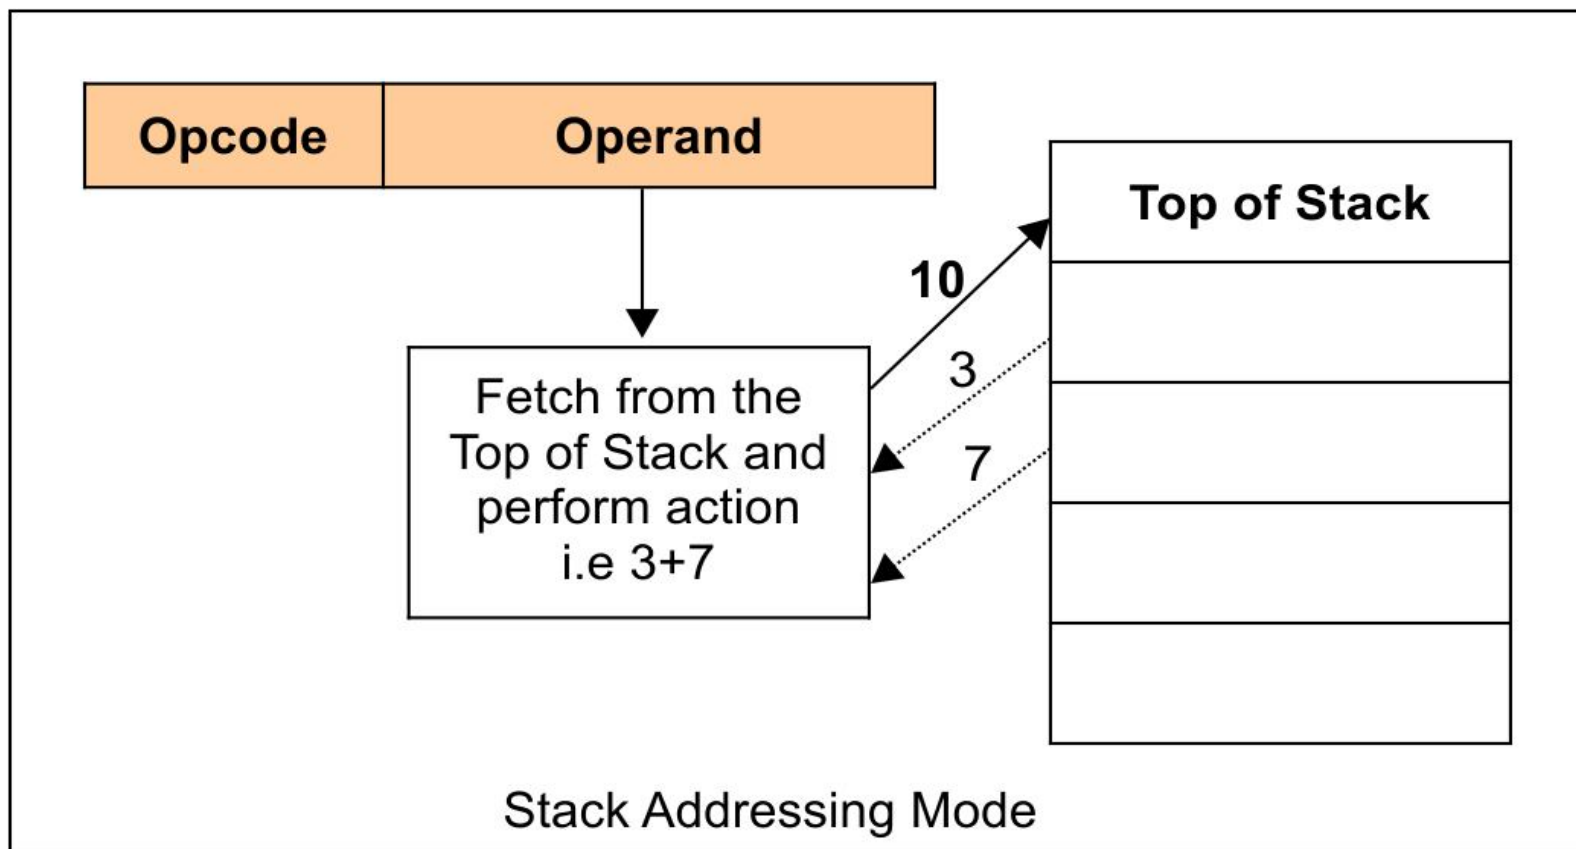 Opcode
Operand
Top of Stack
10
3
7
Fetch from the
Top of Stack and
perform action
i.e 3+7
Stack Addressing Mode